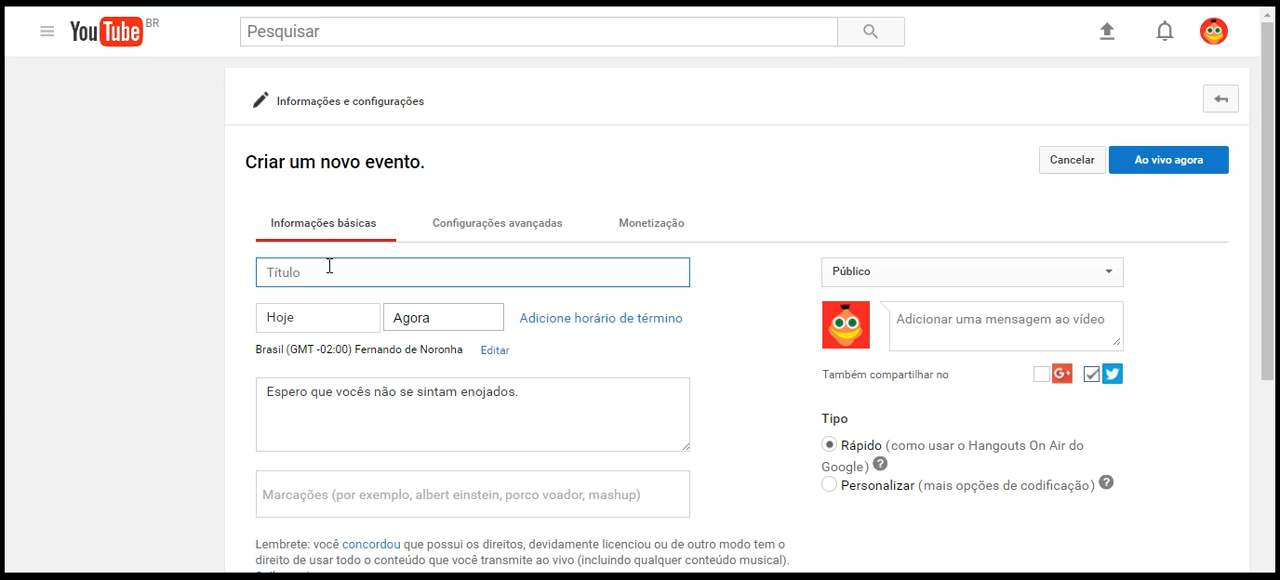 YouTube BR
Pesquisar
Informações e configurações
Criar um novo evento.
Cancelar
Ao vivo agora
Informações básicas
Configurações avançadas
Monetização
Título
Público
Hoje
Agora
Adicione horário de término
Adicionar uma mensagem ao vídeo
Brasil (GMT -02:00) Fernando de Noronha
Editar
Também compartilhar no
G+
Espero que vocês não se sintam enojados.
Tipo
Rápido (como usar o Hangouts On Air do
Google) ?
Personalizar (mais opções de codificação) ?
Marcações (por exemplo, albert einstein, porco voador, mashup)
Lembrete: você concordou que possui os direitos, devidamente licenciou ou de outro modo tem o
direito de usar todo o conteúdo que você transmite ao vivo (incluindo qualquer conteúdo musical).